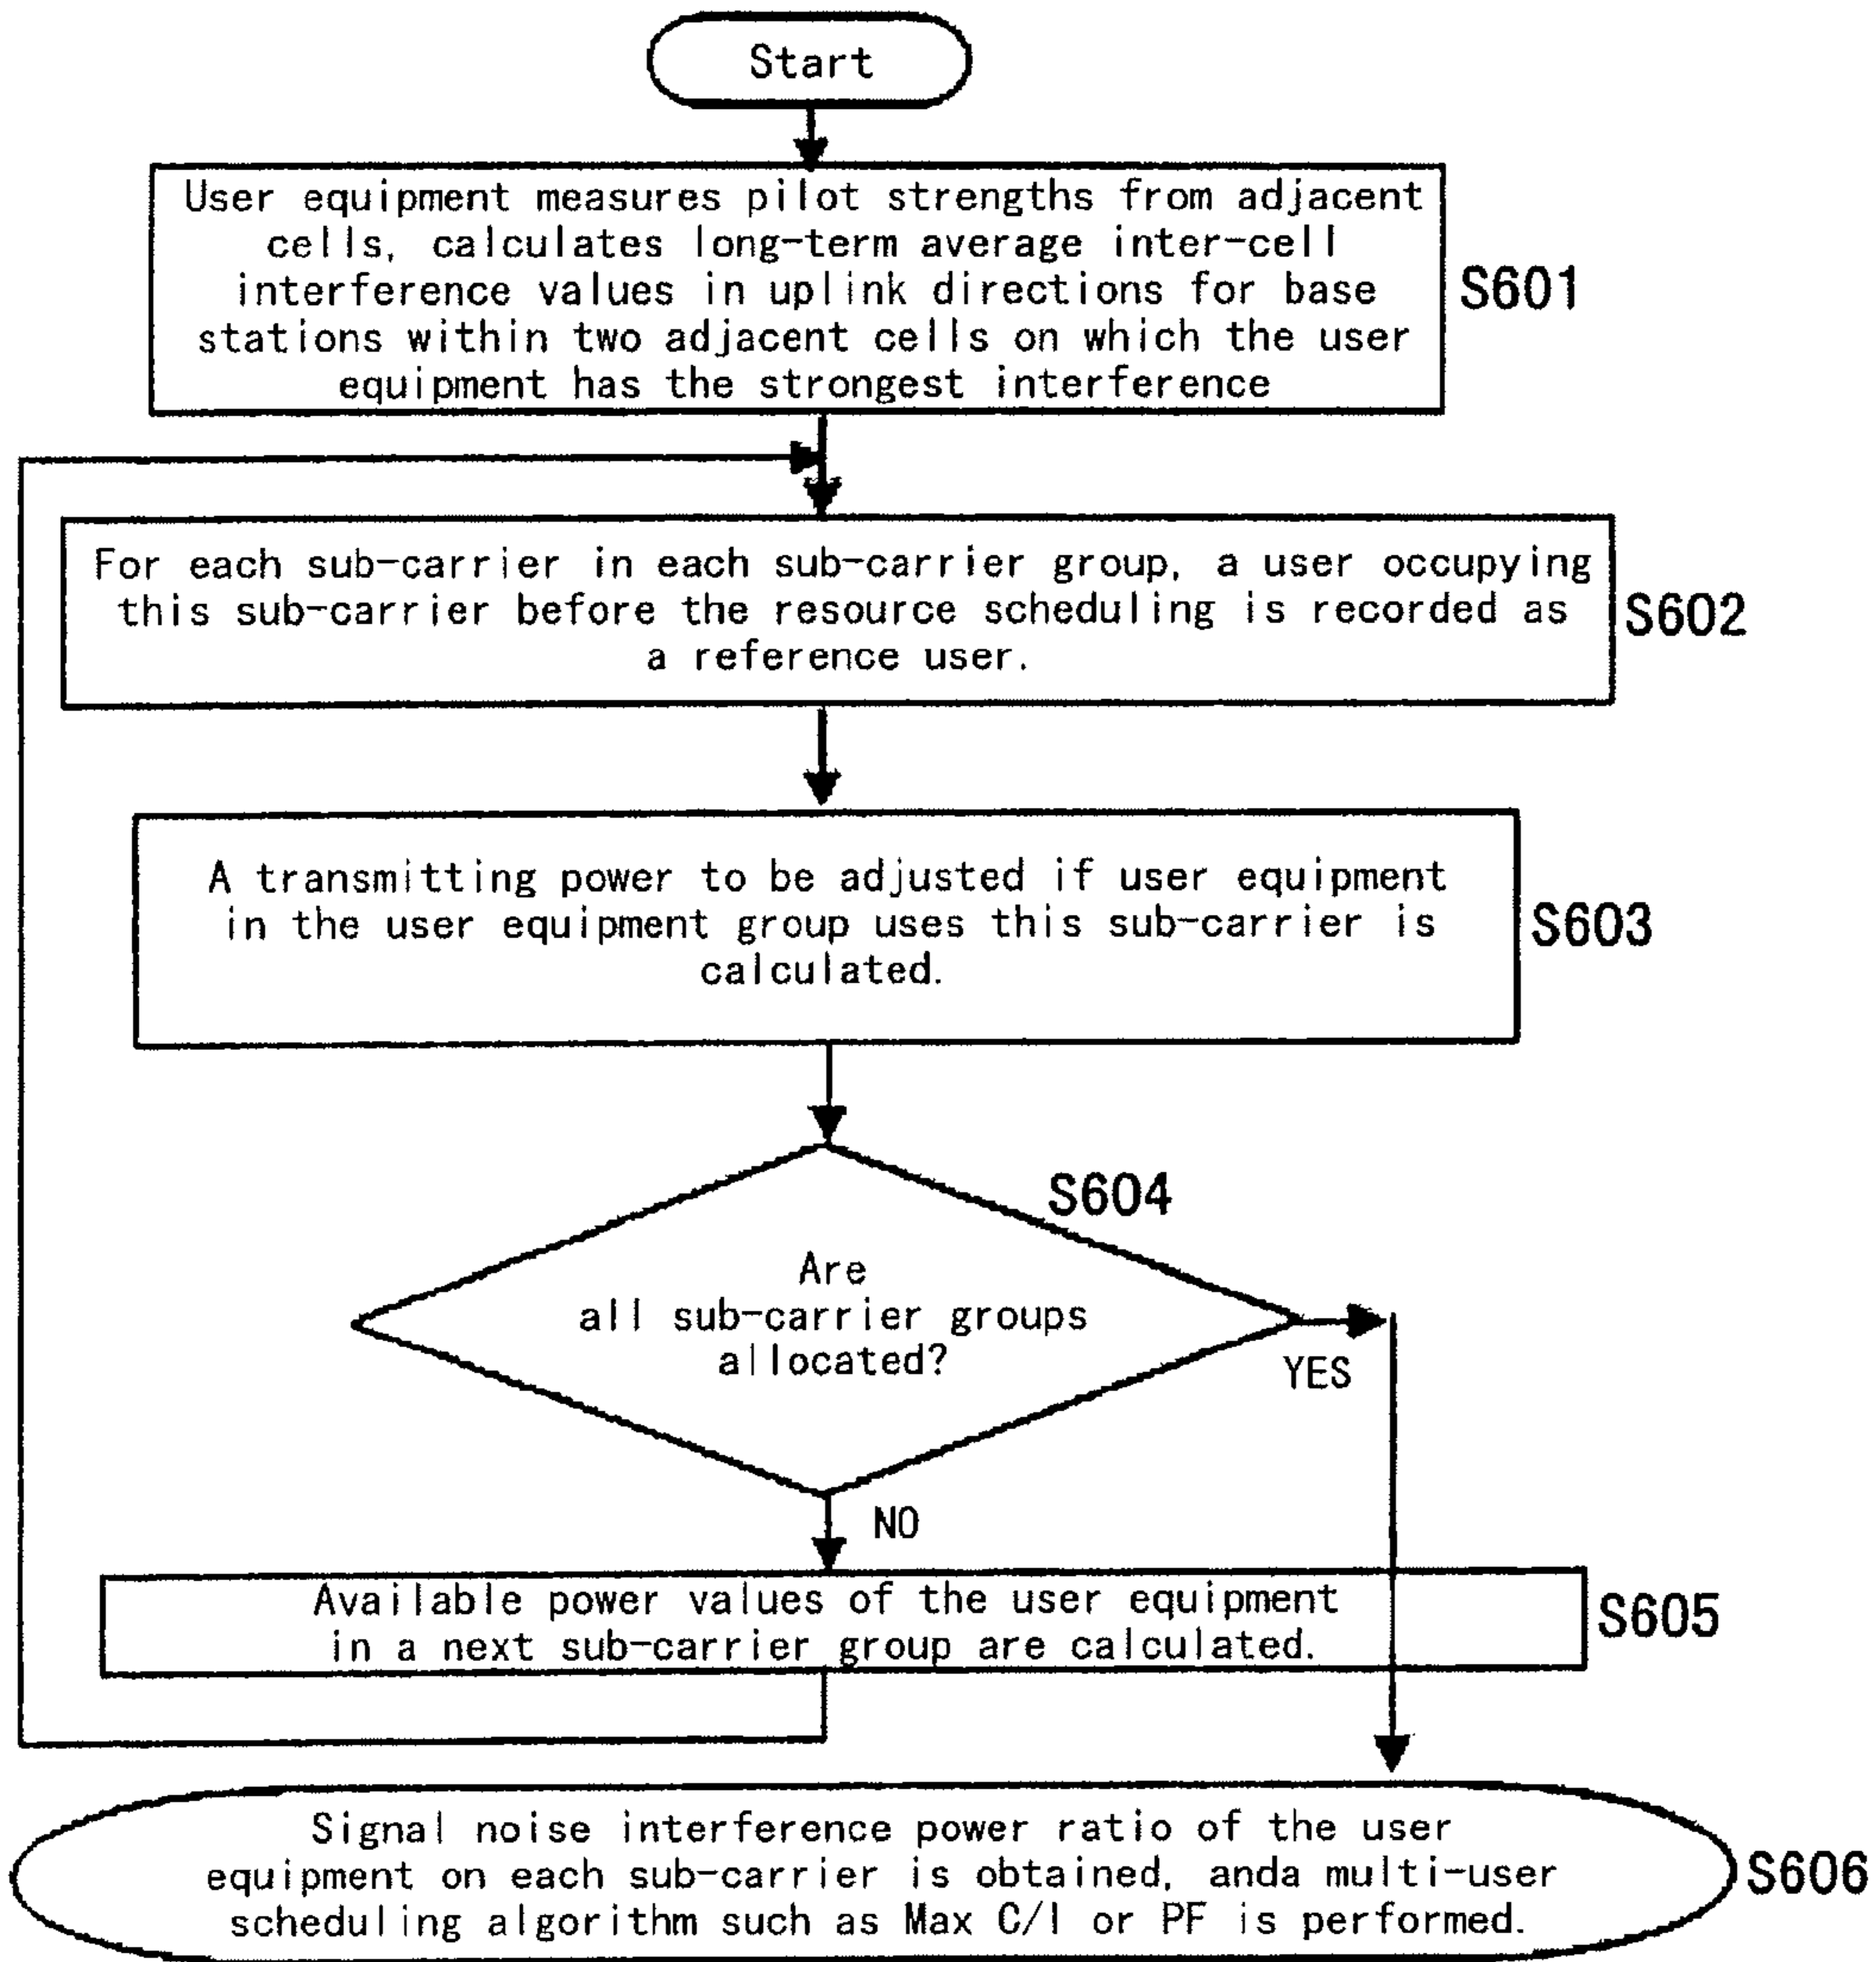 Start
User equipment measures pilot strengths from adjacent
cells, calculates long-term average inter-cell
interference values in uplink directions for base
stations within two adjacent cells on which the user
equipment has the strongest interference
S601
For each sub-carrier in each sub-carrier group, a user occupying
this sub-carrier before the resource scheduling is recorded as
a reference user.
S602
A transmitting power to be adjusted if user equipment
in the user equipment group uses this sub-carrier is
calculated.
S603
S604
Are
all sub-carrier groups
allocated?
YES
NO
Available power values of the user equipment
in a next sub-carrier group are calculated.
S605
Signal noise interference power ratio of the user
equipment on each sub-carrier is obtained, anda multi-user
scheduling algorithm such as Max C/I or PF is performed.
S606